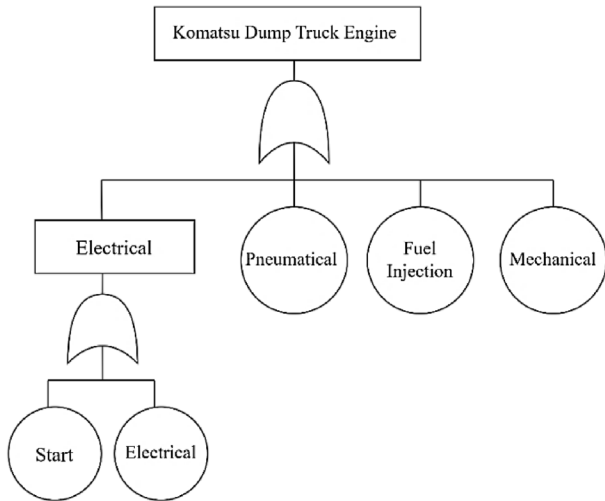 Komatsu Dump Truck Engine
Electrical
Pneumatical
Fuel
Injection
Mechanical
Start
Electrical